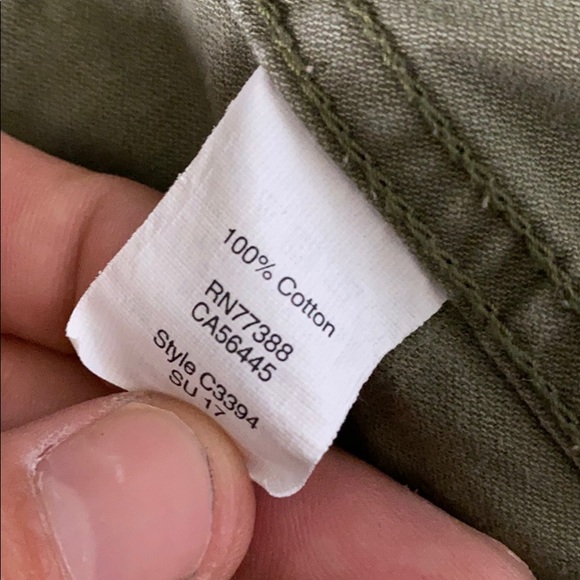 100% Cotton
RN77388
CA56445
Style C3394
SU 17